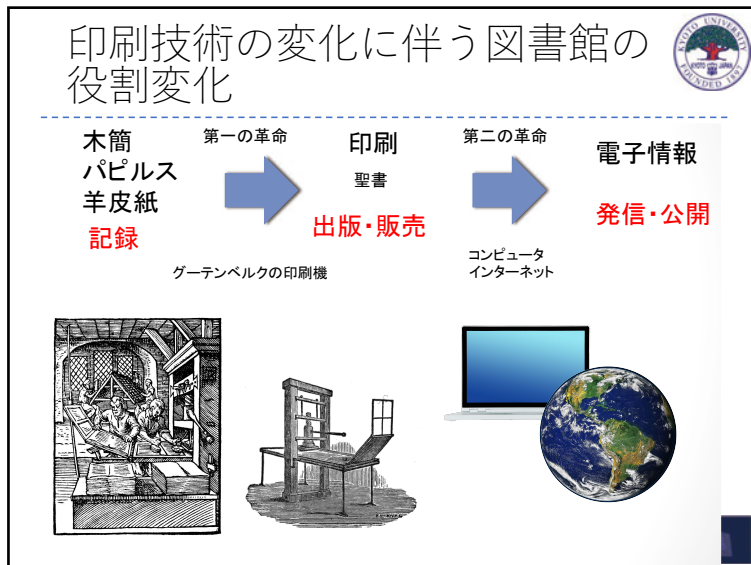 印刷技術の変化に伴う図書館の
役割変化
KYOTO UNIVERSITY
KYOTO JAPAN
FOUNDED 1897
木簡
パピルス
羊皮紙
記録
第一の革命
グーテンベルクの印刷機
印刷
聖書
出版・販売
第二の革命
コンピュータ
インターネット
電子情報
発信・公開